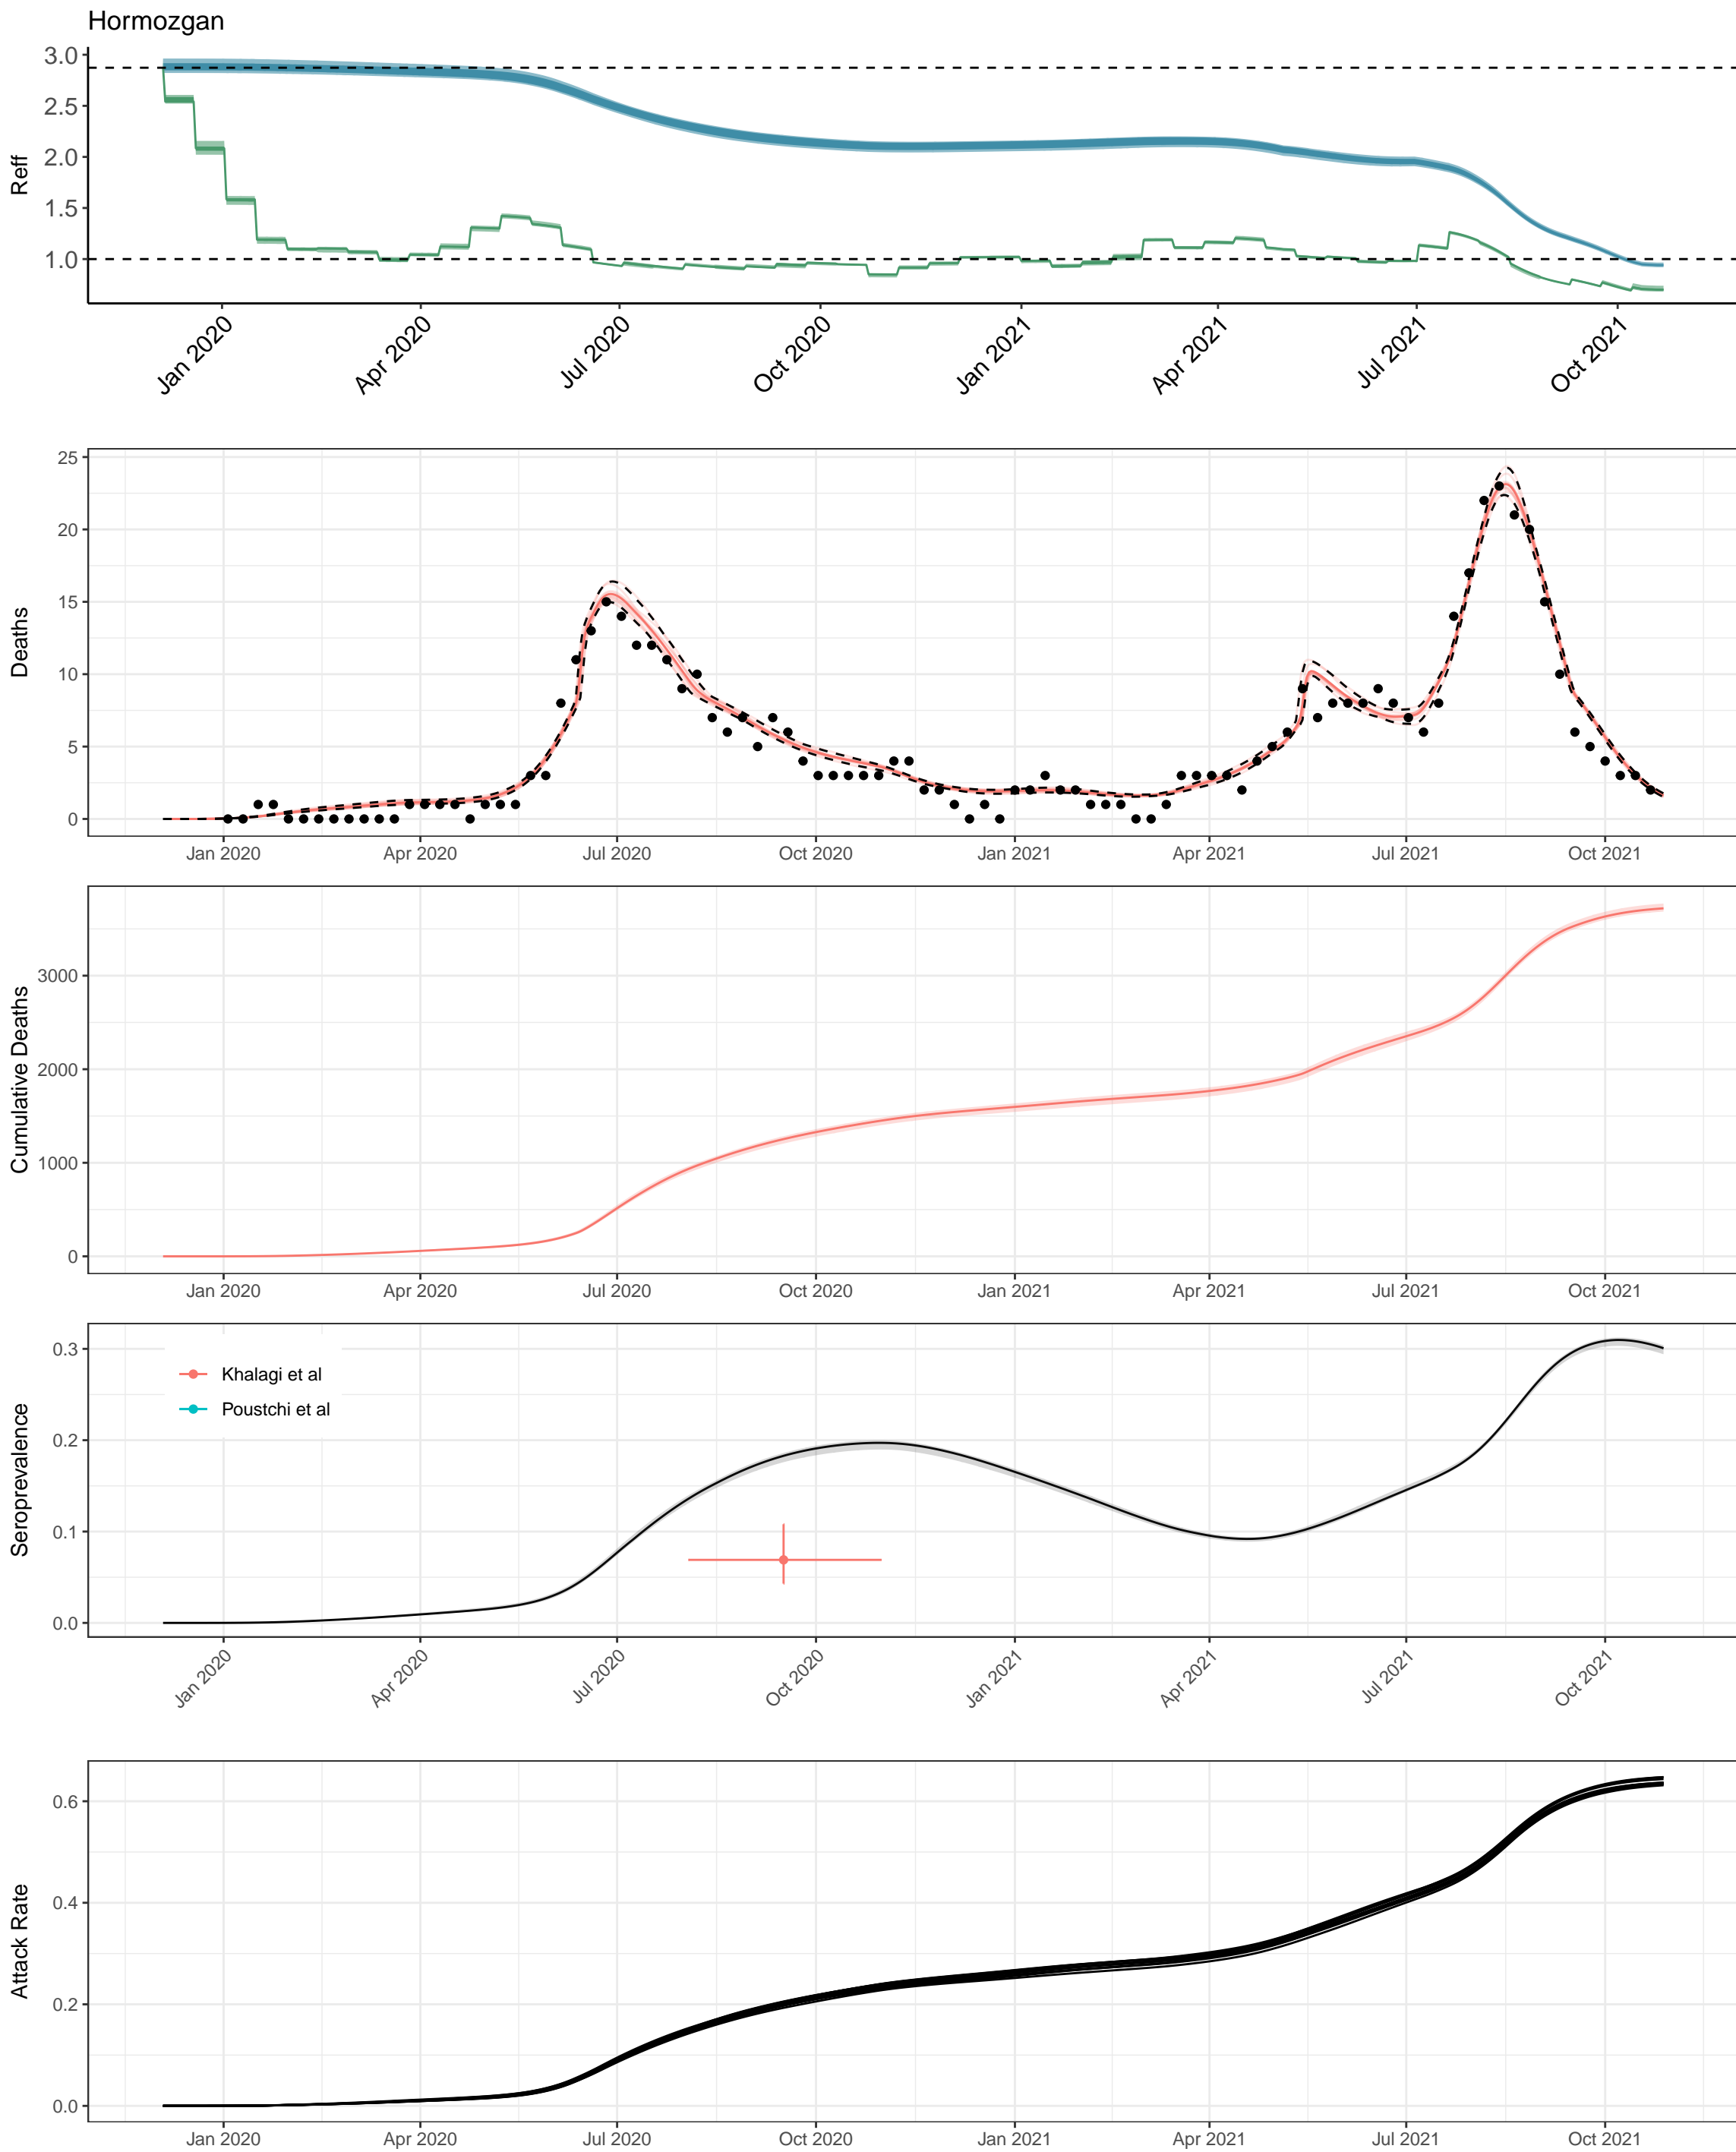 Hormozgan
Reff
3.0
2.5
2.0
1.5
1.0
Jan 2020
Apr 2020
Jul 2020
Oct 2020
Jan 2021
Apr 2021
Jul 2021
Oct 2021
Deaths
25
20
15
10
5
0
Jan 2020
Apr 2020
Jul 2020
Oct 2020
Jan 2021
Apr 2021
Jul 2021
Oct 2021
Cumulative Deaths
3000
2000
1000
0
Jan 2020
Apr 2020
Jul 2020
Oct 2020
Jan 2021
Apr 2021
Jul 2021
Oct 2021
Seroprevalence
0.3
0.2
0.1
0.0
Khalagi et al
Poustchi et al
Jan 2020
Apr 2020
Jul 2020
Oct 2020
Jan 2021
Apr 2021
Jul 2021
Oct 2021
Attack Rate
0.6
0.4
0.2
0.0
Jan 2020
Apr 2020
Jul 2020
Oct 2020
Jan 2021
Apr 2021
Jul 2021
Oct 2021